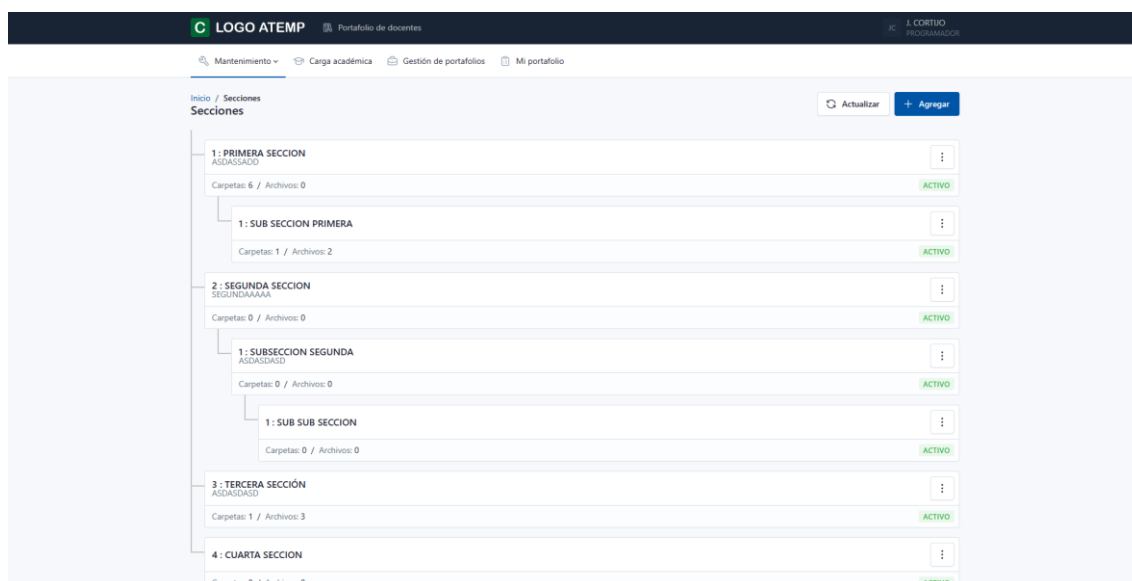 C LOGO ATEMP Portafolio de docentes JC J. CORTIJO
PROGRAMADOR
Mantenimiento Carga académica Gestión de portafolios Mi portafolio
Inicio / Secciones
Secciones
Actualizar + Agregar
1 : PRIMERA SECCION
ASDASSADD
Carpetas: 6 / Archivos: 0 ACTIVO
1 : SUB SECCION PRIMERA
Carpetas: 1 / Archivos: 2 ACTIVO
2 : SEGUNDA SECCION
SEGUNDAAAAA
Carpetas: 0 / Archivos: 0 ACTIVO
1 : SUBSECCION SEGUNDA
ASDASDASD
Carpetas: 0 / Archivos: 0 ACTIVO
1 : SUB SUB SECCION
Carpetas: 0 / Archivos: 0 ACTIVO
3 : TERCERA SECCIÓN
ASDASDASD
Carpetas: 1 / Archivos: 3 ACTIVO
4 : CUARTA SECCION